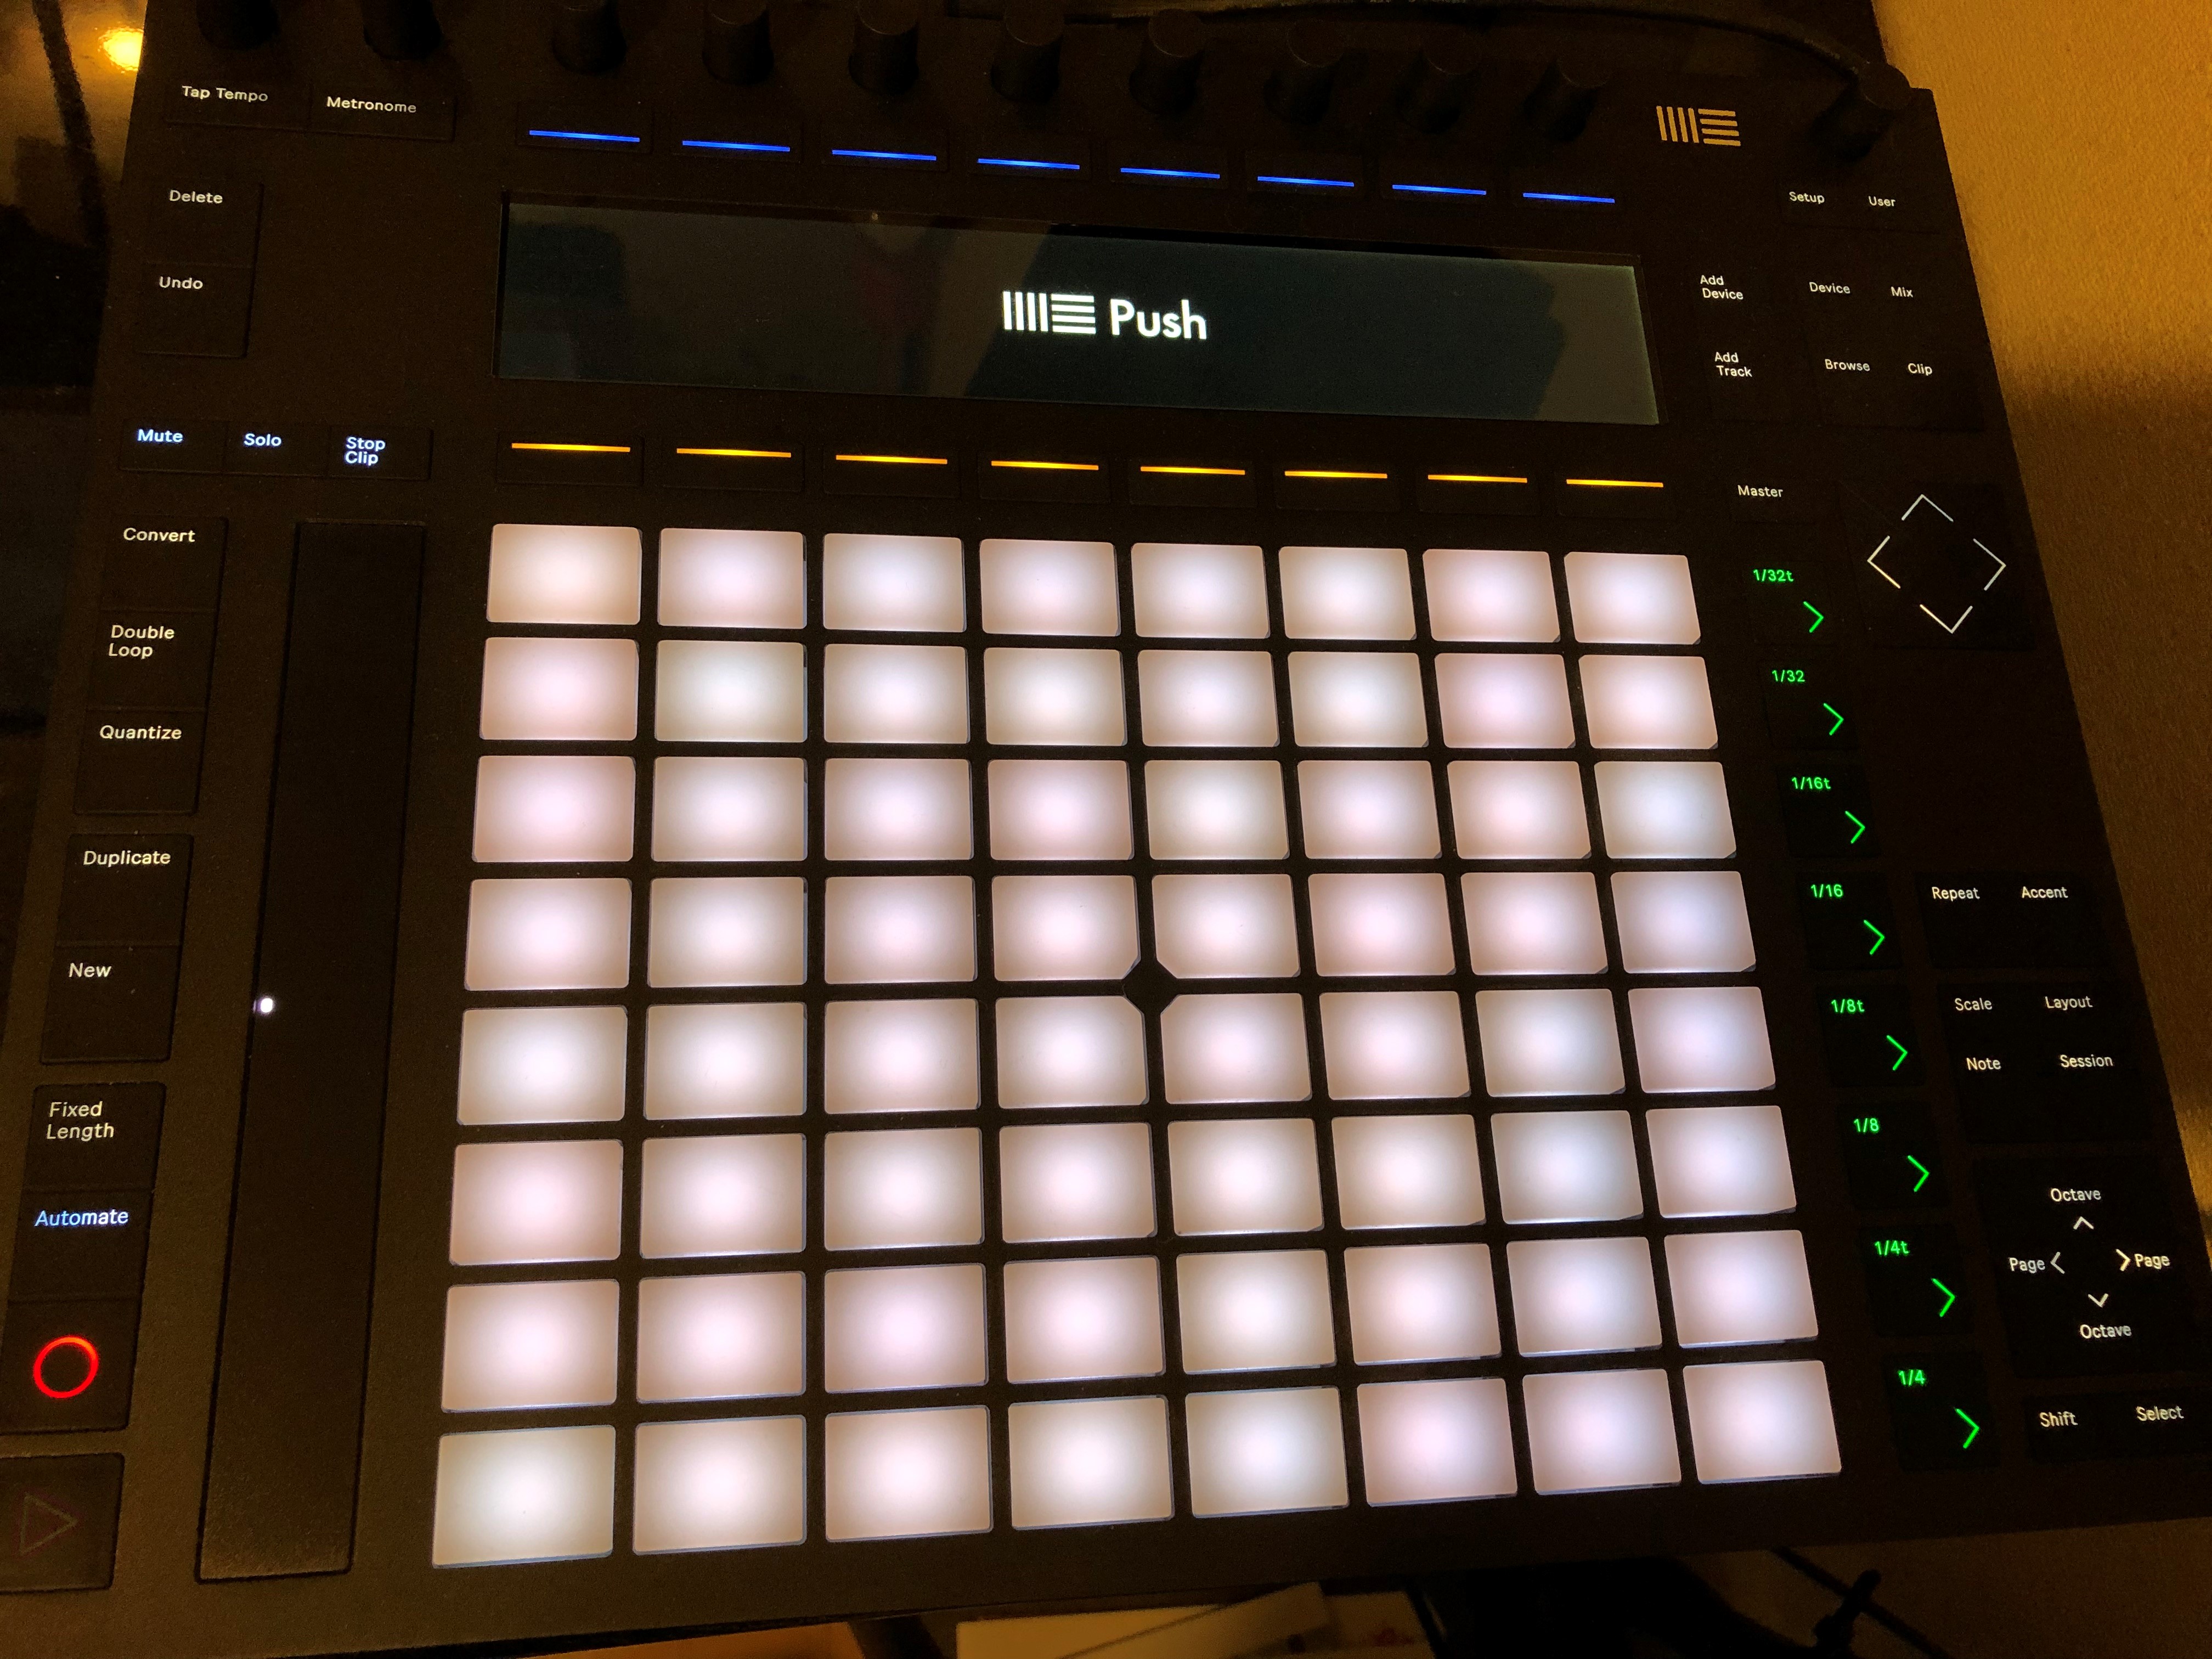 Tap Tempo
Metronome
Delete
Setup
User
Undo
Push
Add
Device
Device
Mix
Add
Track
Browse
Clip
Mute
Solo
Stop
Clip
Master
Convert
1/32t
Double
Loop
1/32
Quantize
1/16t
Duplicate
1/16
Repeat
Accent
New
1/8t
Scale
Layout
Note
Session
Fixed
Length
1/8
Automate
Octave
1/4t
Page
Page
Octave
1/4
Shift
Select